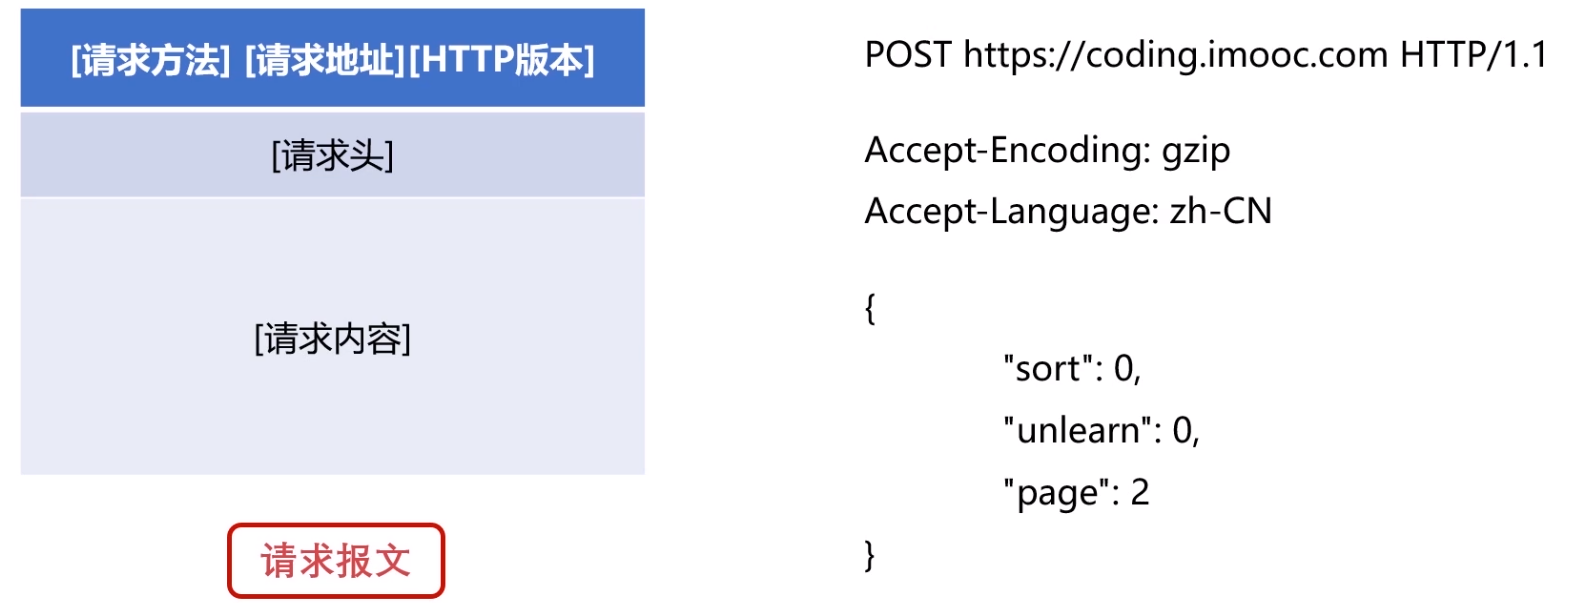 [请求方法] [请求地址][HTTP版本]
[请求头]
[请求内容]
请求报文
POST https://coding.imooc.com HTTP/1.1
Accept-Encoding: gzip
Accept-Language: zh-CN
{
"sort": 0,
"unlearn": 0,
"page": 2
}